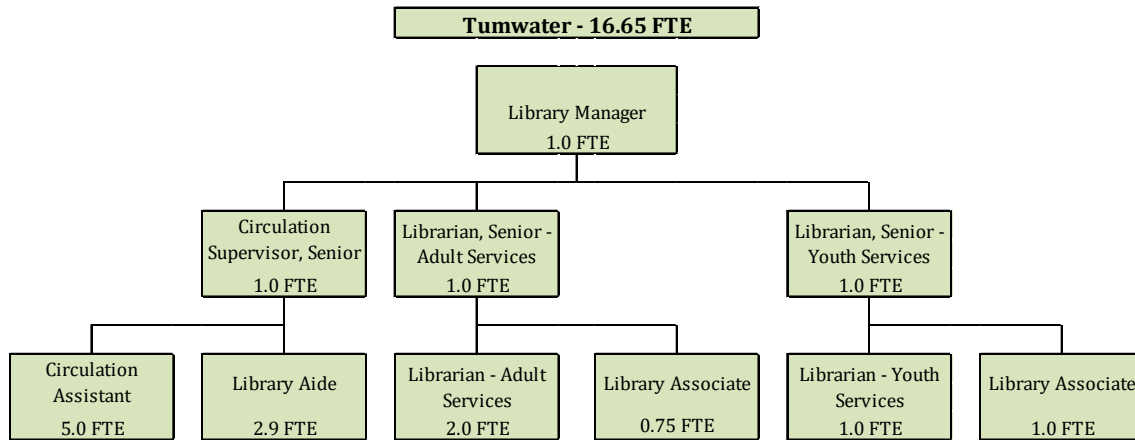 Tumwater - 16.65 FTE
Library Manager
1.0 FTE
Circulation
Supervisor, Senior
1.0 FTE
Librarian, Senior -
Adult Services
1.0 FTE
Librarian, Senior -
Youth Services
1.0 FTE
Circulation
Assistant
5.0 FTE
Library Aide
2.9 FTE
Librarian - Adult
Services
2.0 FTE
Library Associate
0.75 FTE
Librarian - Youth
Services
1.0 FTE
Library Associate
1.0 FTE